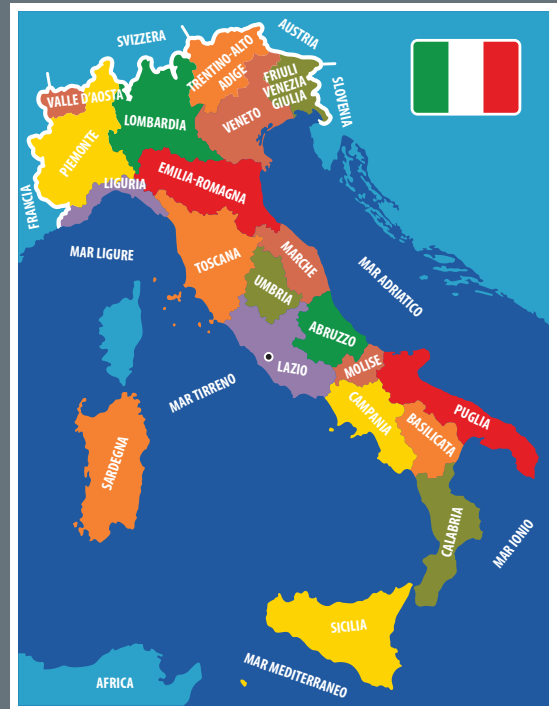 SVIZZERA
AUSTRIA
TRENTINO-ALTO
ADIGE
FRIULI
VENEZIA
GIULIA
SLOVENIA
VALLE D'AOSTA
LOMBARDIA
VENETO
PIEMONTE
EMILIA-ROMAGNA
LIGURIA
FRANCIA
MAR LIGURE
TOSCANA
MARCHE
UMBRIA
MAR ADRIATICO
ABRUZZO
LAZIO
MOLISE
MAR TIRRENO
CAMPANIA
PUGLIA
BASILICATA
SARDEGNA
CALABRIA
MAR IONIO
SICILIA
MAR MEDITERRANEO
AFRICA